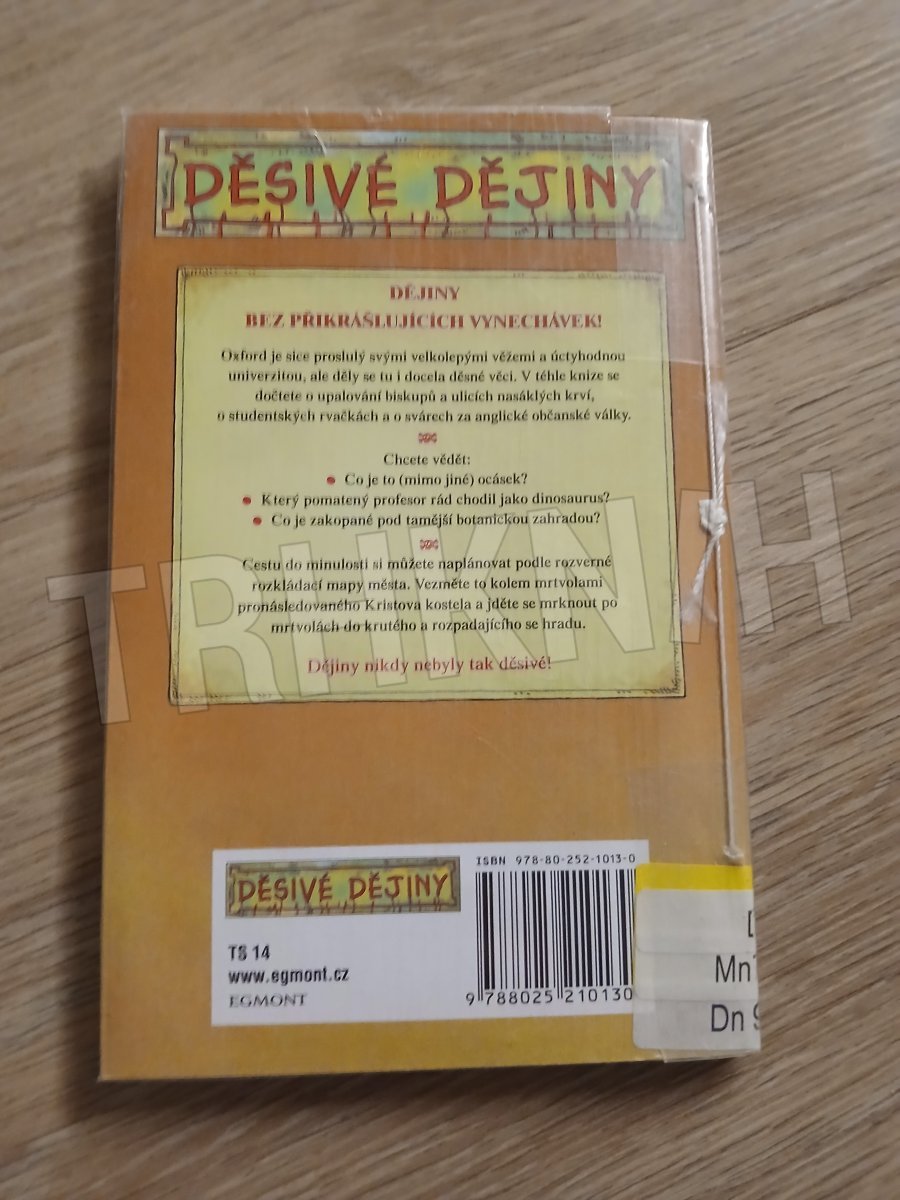 DĚSIVÉ DĚJINY
DĚJINY
BEZ PŘIKRÁŠLUJÍCÍCH VYNECHÁVEK!
Oxford je sice proslulý svými velkolepými věžemi a úctyhodnou
univerzitou, ale děly se tu i docela děsné věci. V téhle knize se
dočtete o upalování biskupů a ulicích nasáklých krví,
o studentských rvačkách a o svárech za anglické občanské války.
Chcete vědět:
• Co je to (mimo jiné) ocásek?
• Který pomatený profesor rád chodil jako dinosaurus?
• Co je zakopané pod tamější botanickou zahradou?
Cestu do minulosti si můžete naplánovat podle rozverné
rozkládací mapy města. Vezměte to kolem mrtvolami
pronásledovaného Kristova kostela a jděte se mrknout po
mrtvolách do krutého a rozpadajícího se hradu.
Dějiny nikdy nebyly tak děsivé!
ISBN 978-80-252-1013-0
DĚSIVÉ DĚJINY
TS 14
www.egmont.cz
EGMONT
9 788025 210130
Dn